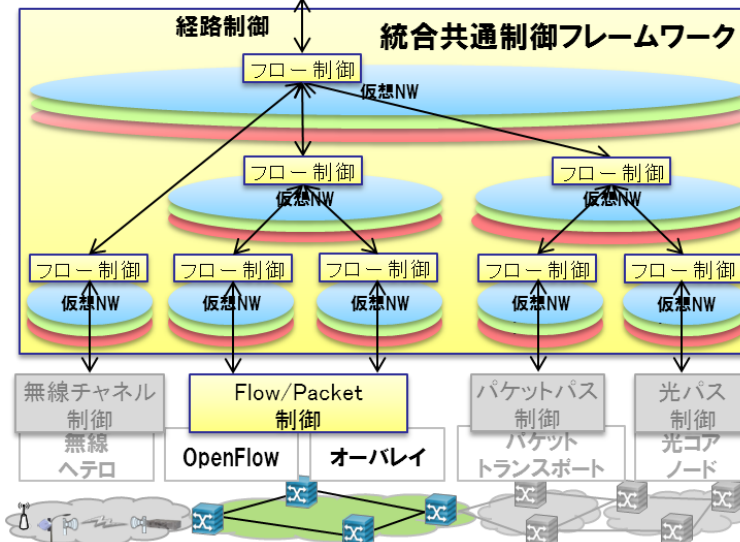 経路制御
統合共通制御フレームワーク
フロー制御
仮想NW
フロー制御
フロー制御
仮想NW
仮想NW
フロー制御
フロー制御
フロー制御
フロー制御
フロー制御
仮想NW
仮想NW
仮想NW
仮想NW
仮想NW
無線チャネル
制御
Flow/Packet
制御
パケットパス
制御
光パス
制御
無線
ヘテロ
OpenFlow
オーバレイ
パケット
トランスポート
光コア
ノード